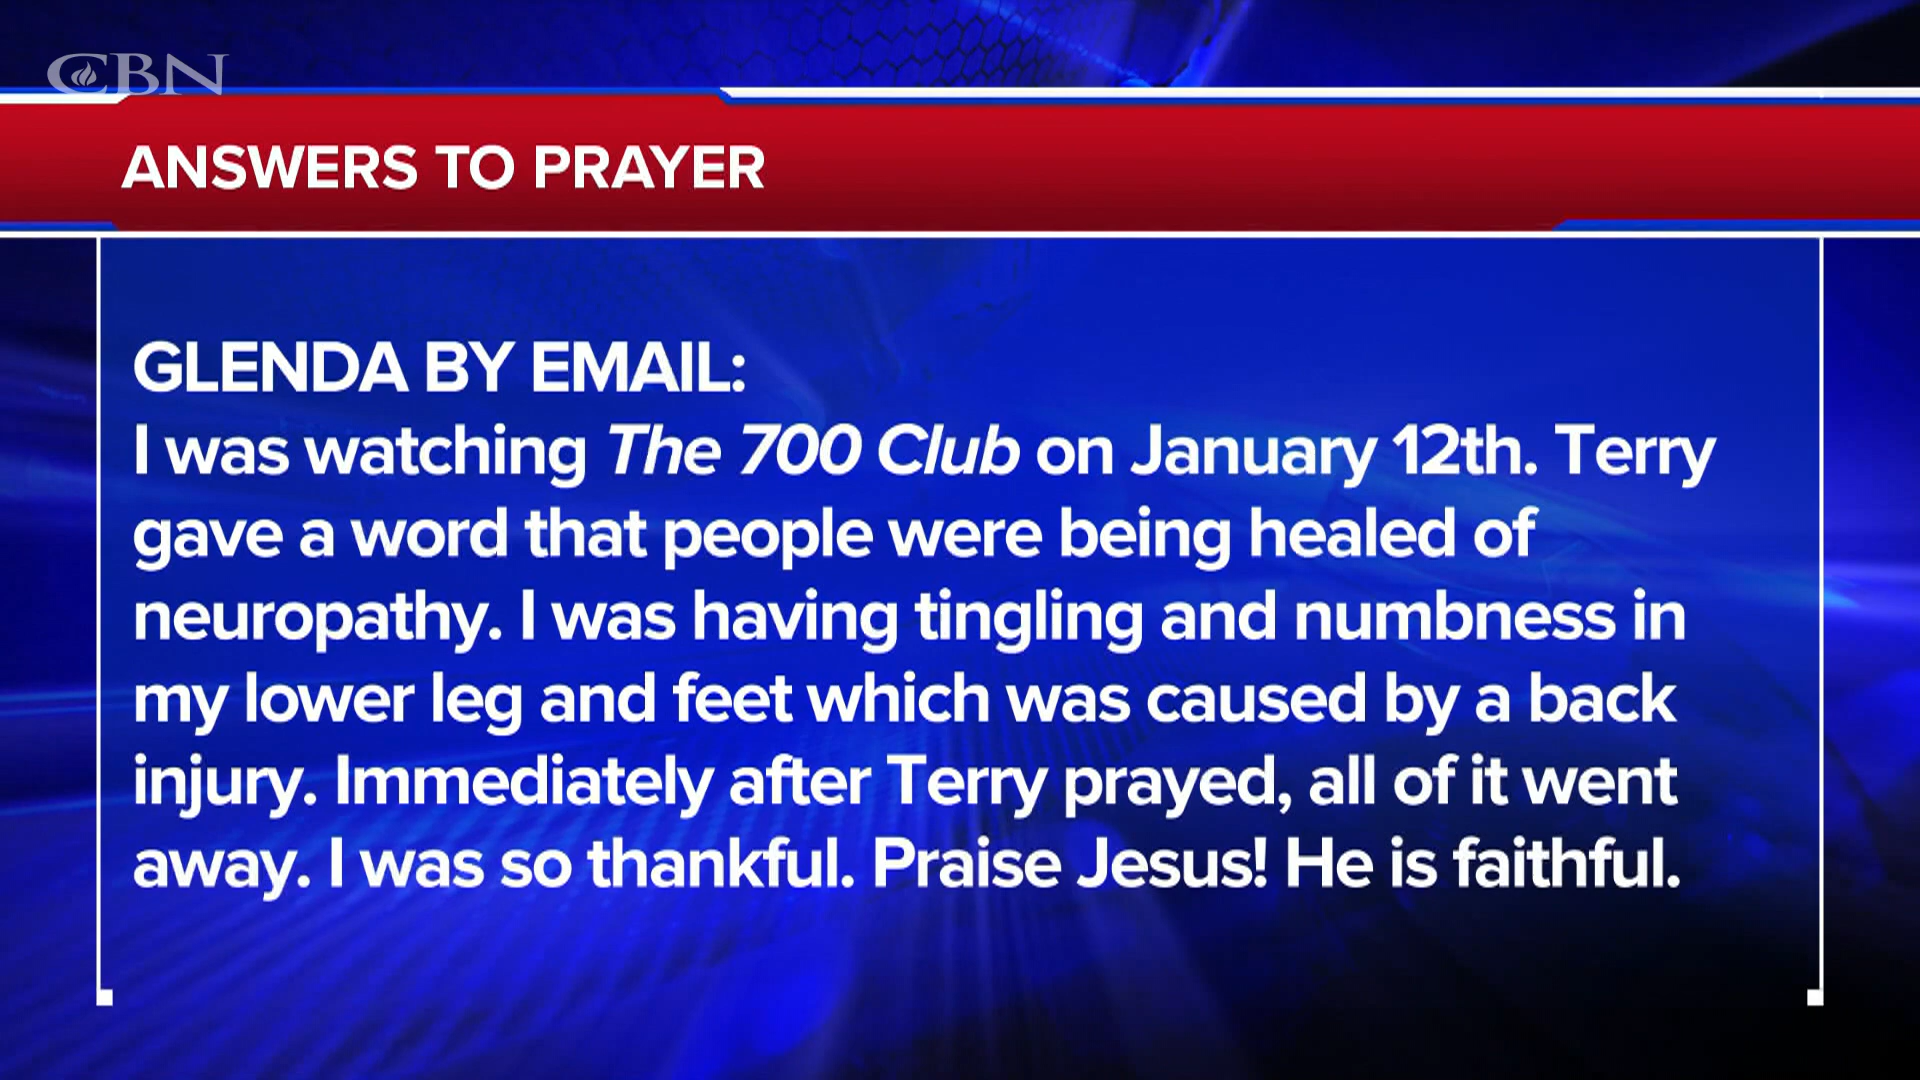 CBN
ANSWERS TO PRAYER
GLENDA BY EMAIL:
I was watching The 700 Club on January 12th. Terry
gave a word that people were being healed of
neuropathy. I was having tingling and numbness in
my lower leg and feet which was caused by a back
injury. Immediately after Terry prayed, all of it went
away. I was so thankful. Praise Jesus! He is faithful.